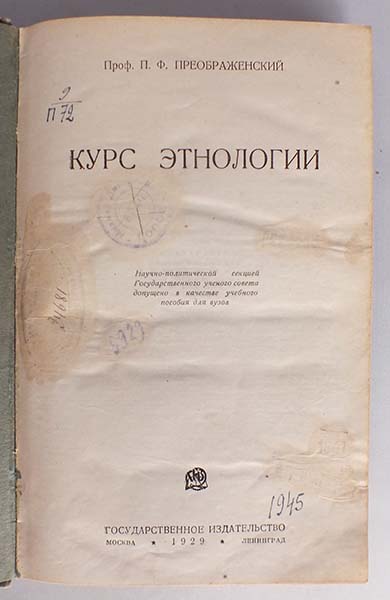 Проф. П. Ф. ПРЕОБРАЖЕНСКИЙ
9
П 72
КУРС ЭТНОЛОГИИ
Научно-политической секцией
Государственного ученого совета
допущено в качестве учебного
пособия для вузов
1945
ГОСУДАРСТВЕННОЕ ИЗДАТЕЛЬСТВО
МОСКВА ★ 1929 ★ ЛЕНИНГРАД